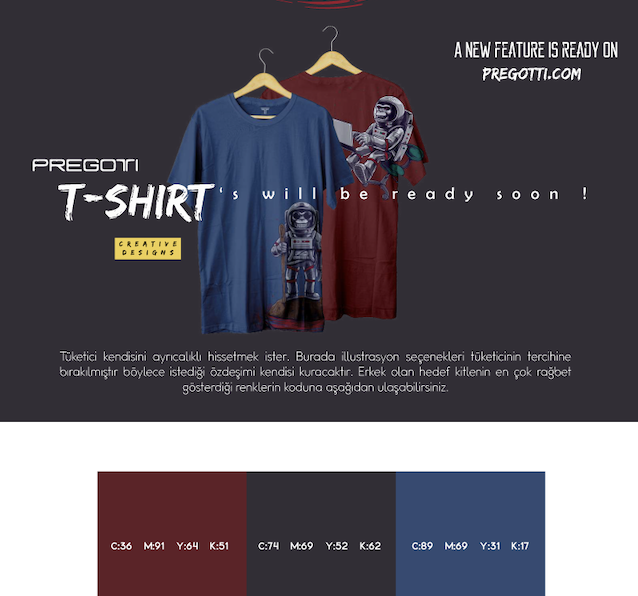 A NEW FEATURE IS READY ON
PREGOTTI.COM
PREGOTTI
T-SHIRT's will be ready soon !
CREATIVE
DESIGNS
Tüketici kendisini ayrıcalıklı hissetmek ister. Burada illustrasyon seçenekleri tüketicinin tercihine
bırakılmıştır böylece istediği özdeşimi kendisi kuracaktır. Erkek olan hedef kitlenin en çok rağbet
gösterdiği renklerin koduna aşağıdan ulaşabilirsiniz.
C:36 M:91 Y:64 K:51
C:74 M:69 Y:52 K:62
C:89 M:69 Y:31 K:17